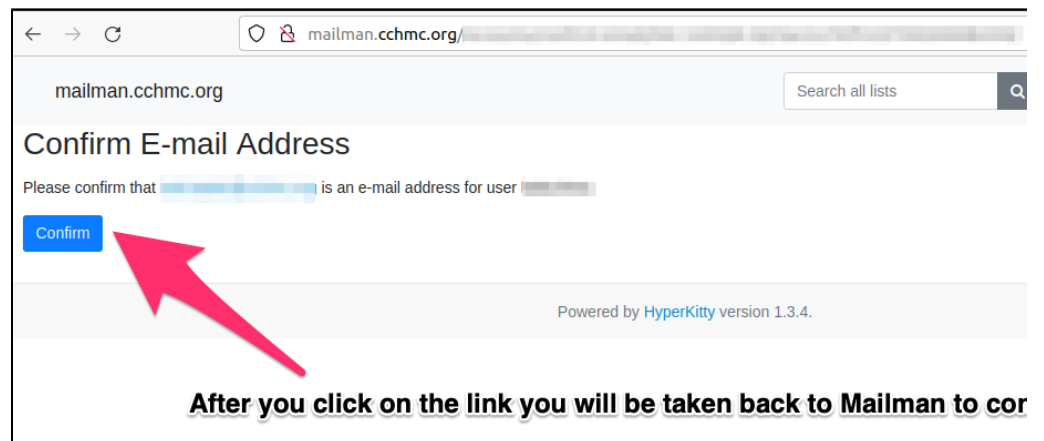 mailman.cchmc.org/
mailman.cchmc.org
Search all lists
Confirm E-mail Address
Please confirm that is an e-mail address for user
Confirm
Powered by HyperKitty version 1.3.4.
After you click on the link you will be taken back to Mailman to